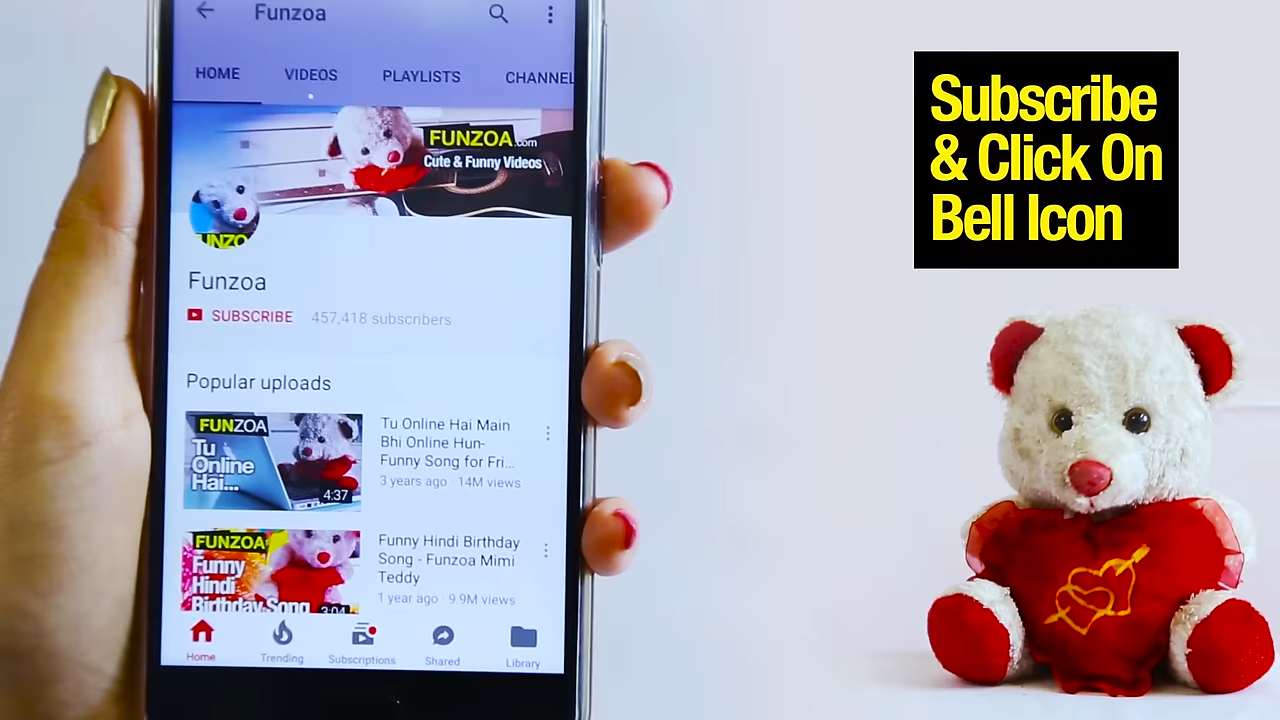 Funzoa
HOME VIDEOS PLAYLISTS CHANNEL
FUNZOA.com
Cute & Funny Videos
UNZO
Funzoa
SUBSCRIBE 457,418 subscribers
Popular uploads
FUNZOA
Tu
Online
Hai...
4:37
Tu Online Hai Main
Bhi Online Hun-
Funny Song for Fri...
3 years ago · 14M views
FUNZOA
Funny
Hindi
Birthday Song
3:04
Funny Hindi Birthday
Song - Funzoa Mimi
Teddy
1 year ago · 9.9M views
Home Trending Subscriptions Shared Library
Subscribe
& Click On
Bell Icon